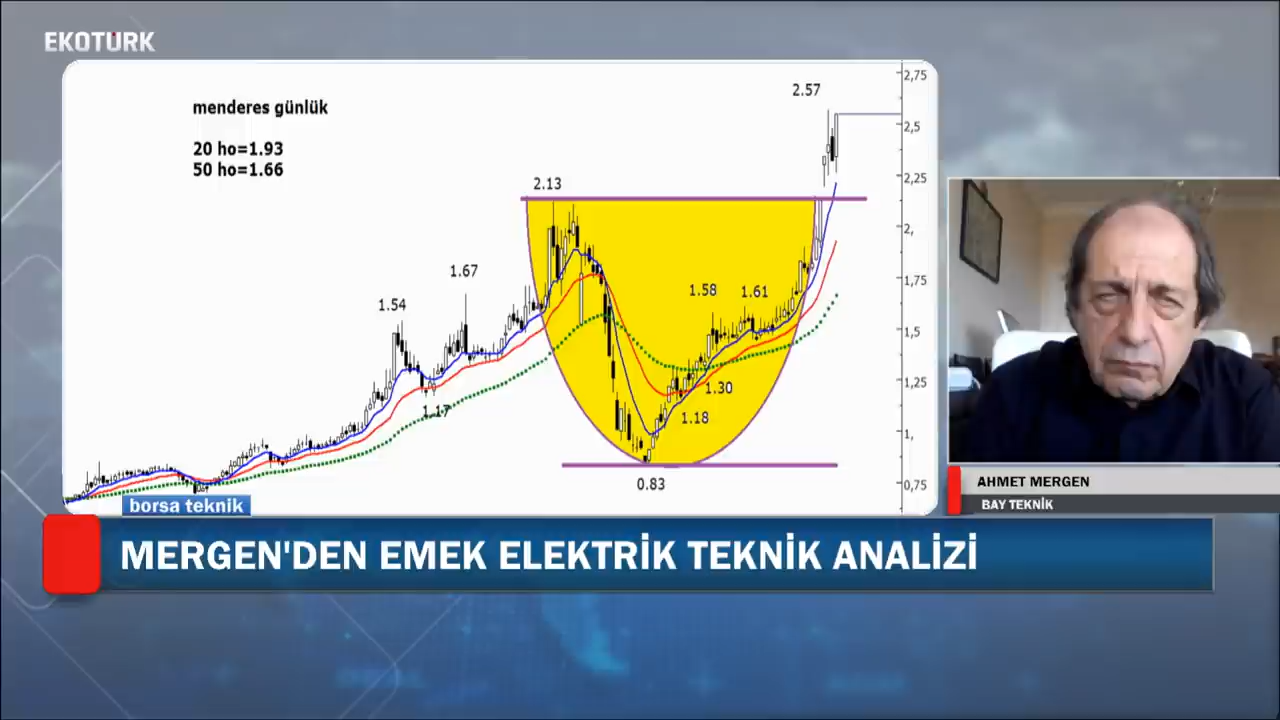 EKOTÜRK
menderes günlük
20 ho=1.93
50 ho=1.66
2.57
2.13
1.67
1.54
1.58
1.61
1.17
1.30
1.18
0.83
2,75
2,5
2,25
2,
1,75
1,5
1,25
1,
0,75
borsa teknik
AHMET MERGEN
BAY TEKNİK
MERGEN'DEN EMEK ELEKTRİK TEKNİK ANALİZİ